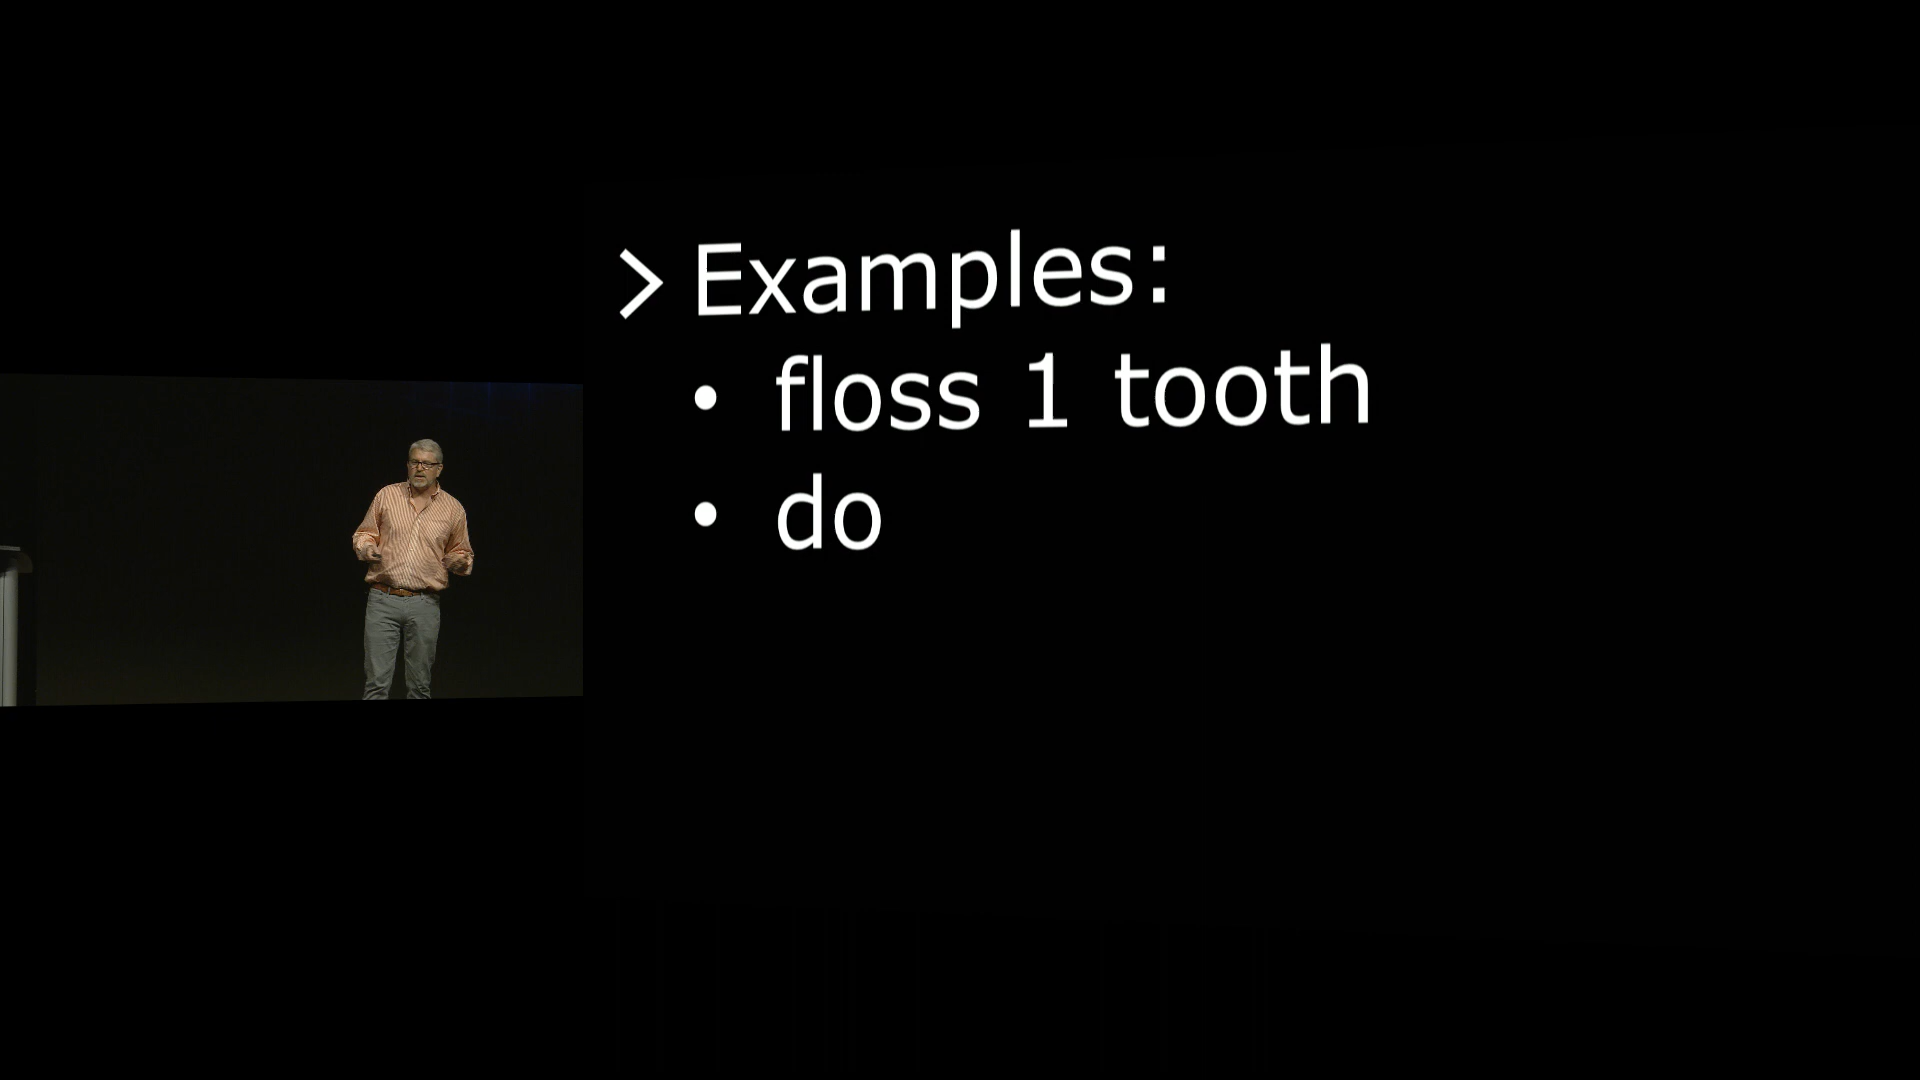 > Examples:
• floss 1 tooth
• do